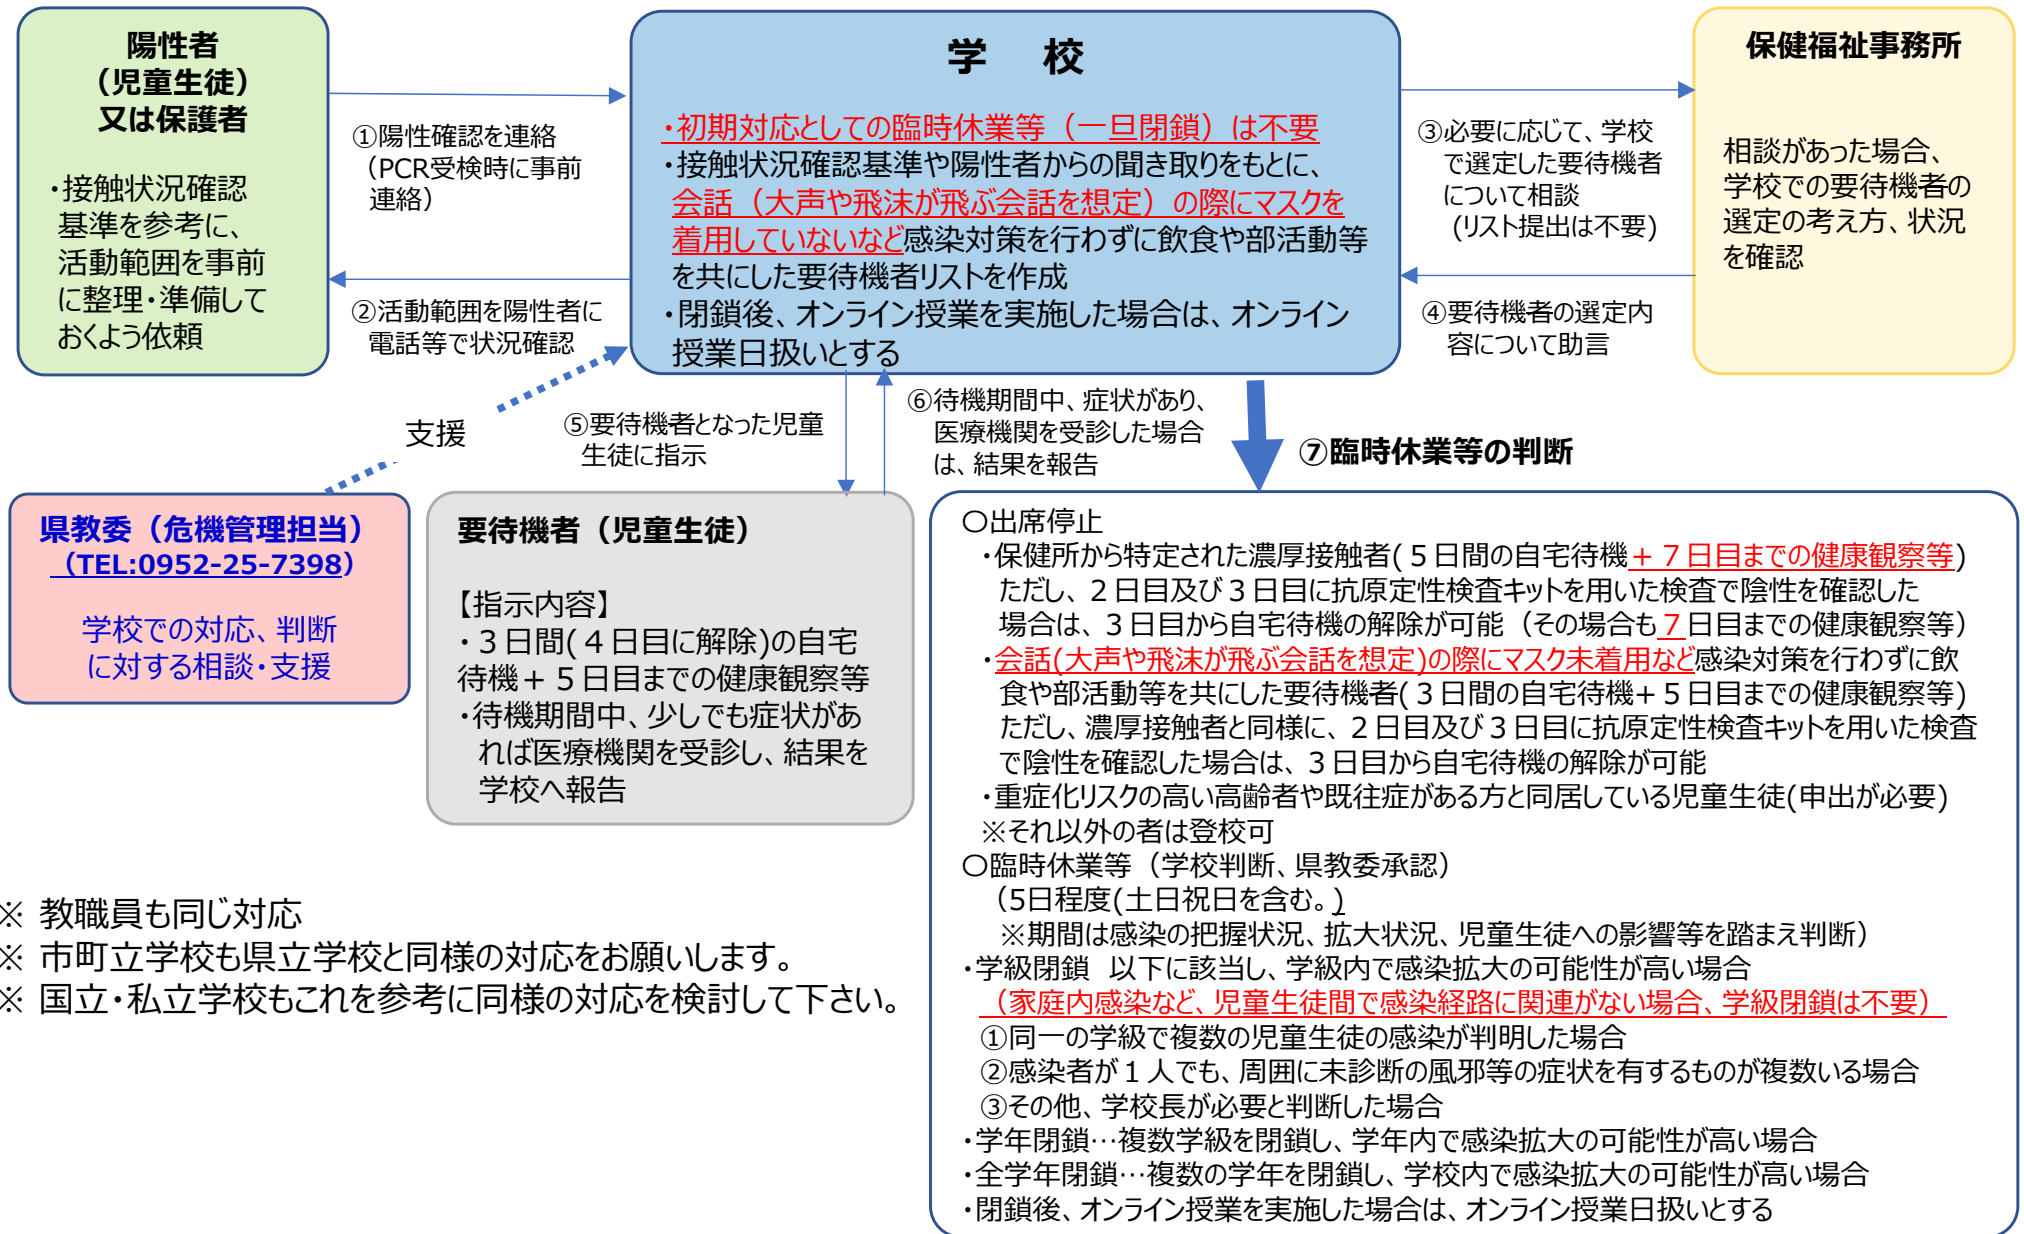 陽性者
（児童生徒）
又は保護者
・接触状況確認
基準を参考に、
活動範囲を事前
に整理・準備して
おくよう依頼
①陽性確認を連絡
（PCR受検時に事前
連絡）
②活動範囲を陽性者に
電話等で状況確認
学　校
・初期対応としての臨時休業等（一旦閉鎖）は不要
・接触状況確認基準や陽性者からの聞き取りをもとに、
会話（大声や飛沫が飛ぶ会話を想定）の際にマスクを
着用していないなど感染対策を行わずに飲食や部活動等
を共にした要待機者リストを作成
・閉鎖後、オンライン授業を実施した場合は、オンライン
授業日扱いとする
③必要に応じて、学校
で選定した要待機者
について相談
(リスト提出は不要)
④要待機者の選定内
容について助言
保健福祉事務所
相談があった場合、
学校での要待機者の
選定の考え方、状況
を確認
支援
⑤要待機者となった児童
生徒に指示
⑥待機期間中、症状があり、
医療機関を受診した場合
は、結果を報告
⑦臨時休業等の判断
県教委（危機管理担当）
（TEL:0952-25-7398）
学校での対応、判断
に対する相談・支援
要待機者（児童生徒）
【指示内容】
・３日間(４日目に解除)の自宅
待機＋５日目までの健康観察等
・待機期間中、少しでも症状があ
れば医療機関を受診し、結果を
学校へ報告
〇出席停止
・保健所から特定された濃厚接触者(５日間の自宅待機＋７日目までの健康観察等)
ただし、２日目及び３日目に抗原定性検査キットを用いた検査で陰性を確認した
場合は、３日目から自宅待機の解除が可能（その場合も７日目までの健康観察等）
・会話(大声や飛沫が飛ぶ会話を想定)の際にマスク未着用など感染対策を行わずに飲
食や部活動等を共にした要待機者(３日間の自宅待機＋５日目までの健康観察等)
ただし、濃厚接触者と同様に、２日目及び３日目に抗原定性検査キットを用いた検査
で陰性を確認した場合は、３日目から自宅待機の解除が可能
・重症化リスクの高い高齢者や既往症がある方と同居している児童生徒(申出が必要)
※それ以外の者は登校可
〇臨時休業等（学校判断、県教委承認）
（5日程度(土日祝日を含む。)
※期間は感染の把握状況、拡大状況、児童生徒への影響等を踏まえ判断）
・学級閉鎖　以下に該当し、学級内で感染拡大の可能性が高い場合
（家庭内感染など、児童生徒間で感染経路に関連がない場合、学級閉鎖は不要）
①同一の学級で複数の児童生徒の感染が判明した場合
②感染者が１人でも、周囲に未診断の風邪等の症状を有するものが複数いる場合
③その他、学校長が必要と判断した場合
・学年閉鎖…複数学級を閉鎖し、学年内で感染拡大の可能性が高い場合
・全学年閉鎖…複数の学年を閉鎖し、学校内で感染拡大の可能性が高い場合
・閉鎖後、オンライン授業を実施した場合は、オンライン授業日扱いとする
※ 教職員も同じ対応
※ 市町立学校も県立学校と同様の対応をお願いします。
※ 国立・私立学校もこれを参考に同様の対応を検討して下さい。